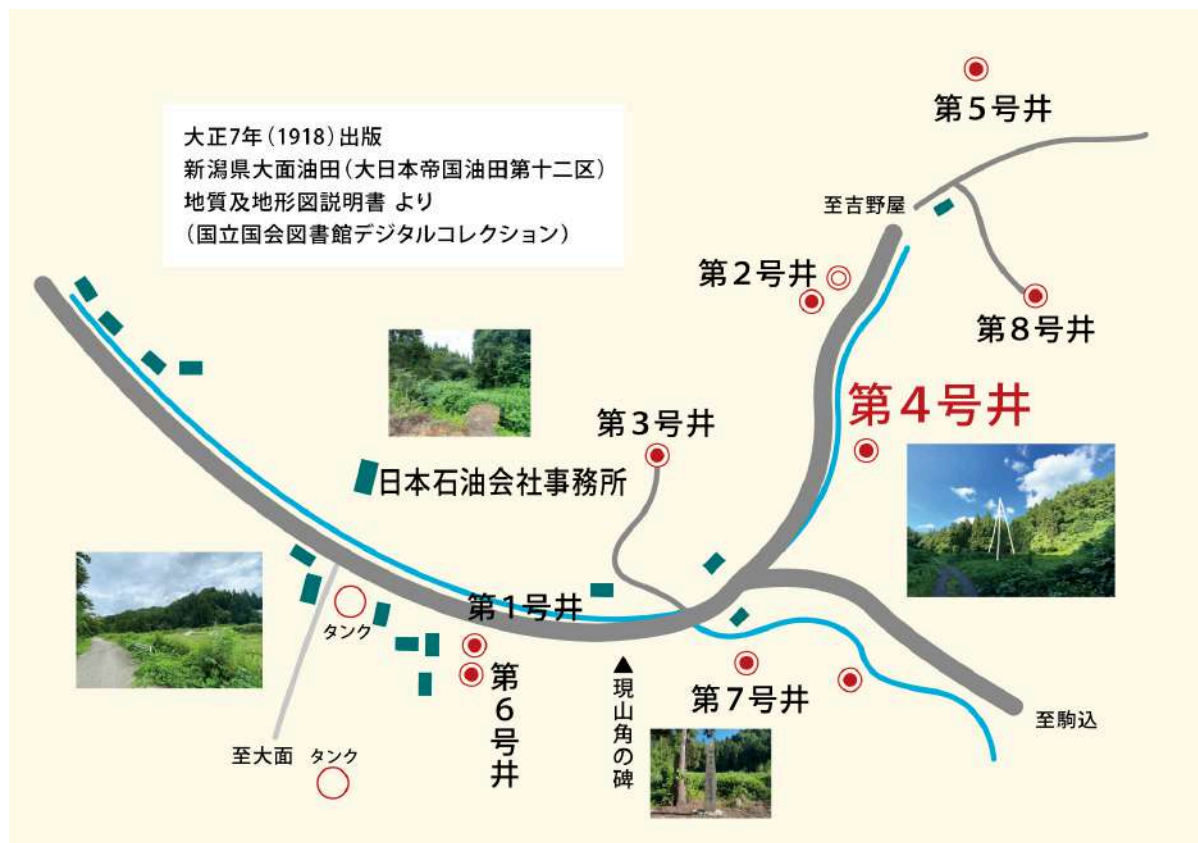 大正7年(1918)出版
新潟県大面油田(大日本帝国油田第十二区)
地質及地形図説明書 より
(国立国会図書館デジタルコレクション)
第5号井
至吉野屋
第2号井
第8号井
第4号井
第3号井
日本石油会社事務所
第1号井
タンク
第6号井
▲現山角の碑
第7号井
至駒込
至大面
タンク